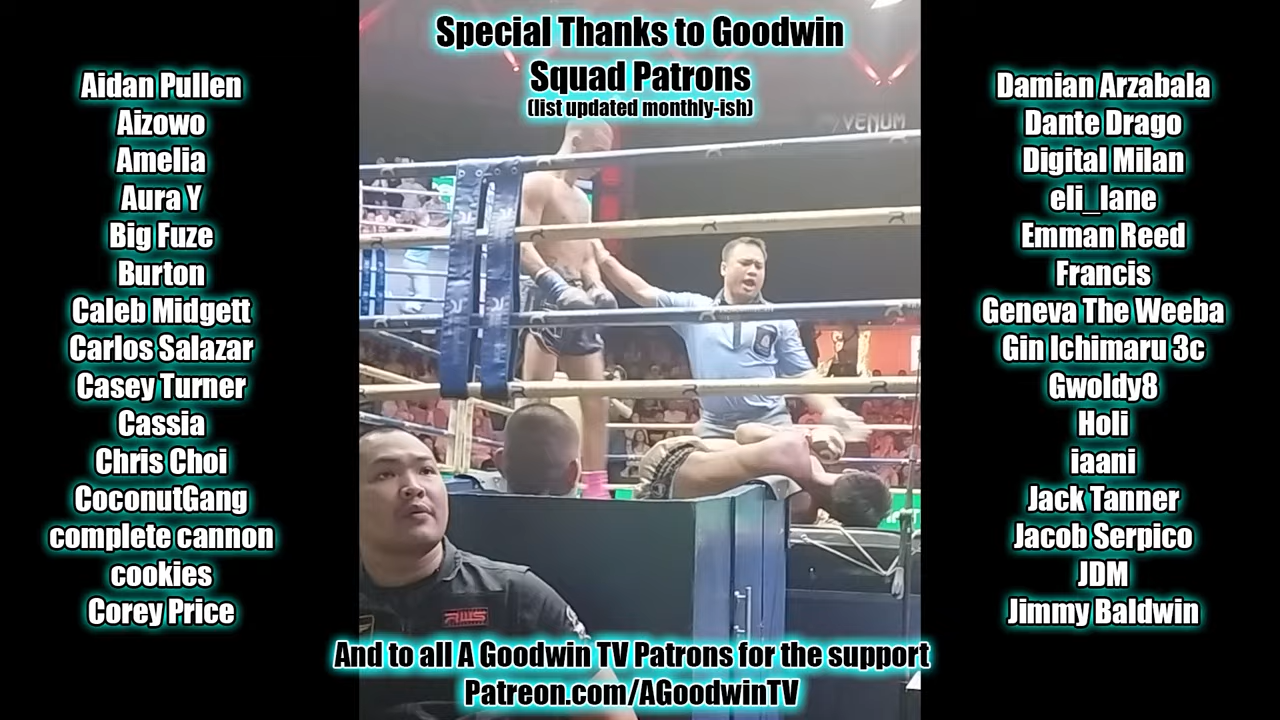 Special Thanks to Goodwin
Squad Patrons
(list updated monthly-ish)
Aidan Pullen
Aizowo
Amelia
Aura Y
Big Fuze
Burton
Caleb Midgett
Carlos Salazar
Casey Turner
Cassia
Chris Choi
CoconutGang
complete cannon
cookies
Corey Price
Damian Arzabala
Dante Drago
Digital Milan
eli_lane
Emman Reed
Francis
Geneva The Weeba
Gin Ichimaru 3c
Gwoldy8
Holi
iaani
Jack Tanner
Jacob Serpico
JDM
Jimmy Baldwin
VENUM
RWS
And to all A Goodwin TV Patrons for the support
Patreon.com/AGoodwinTV